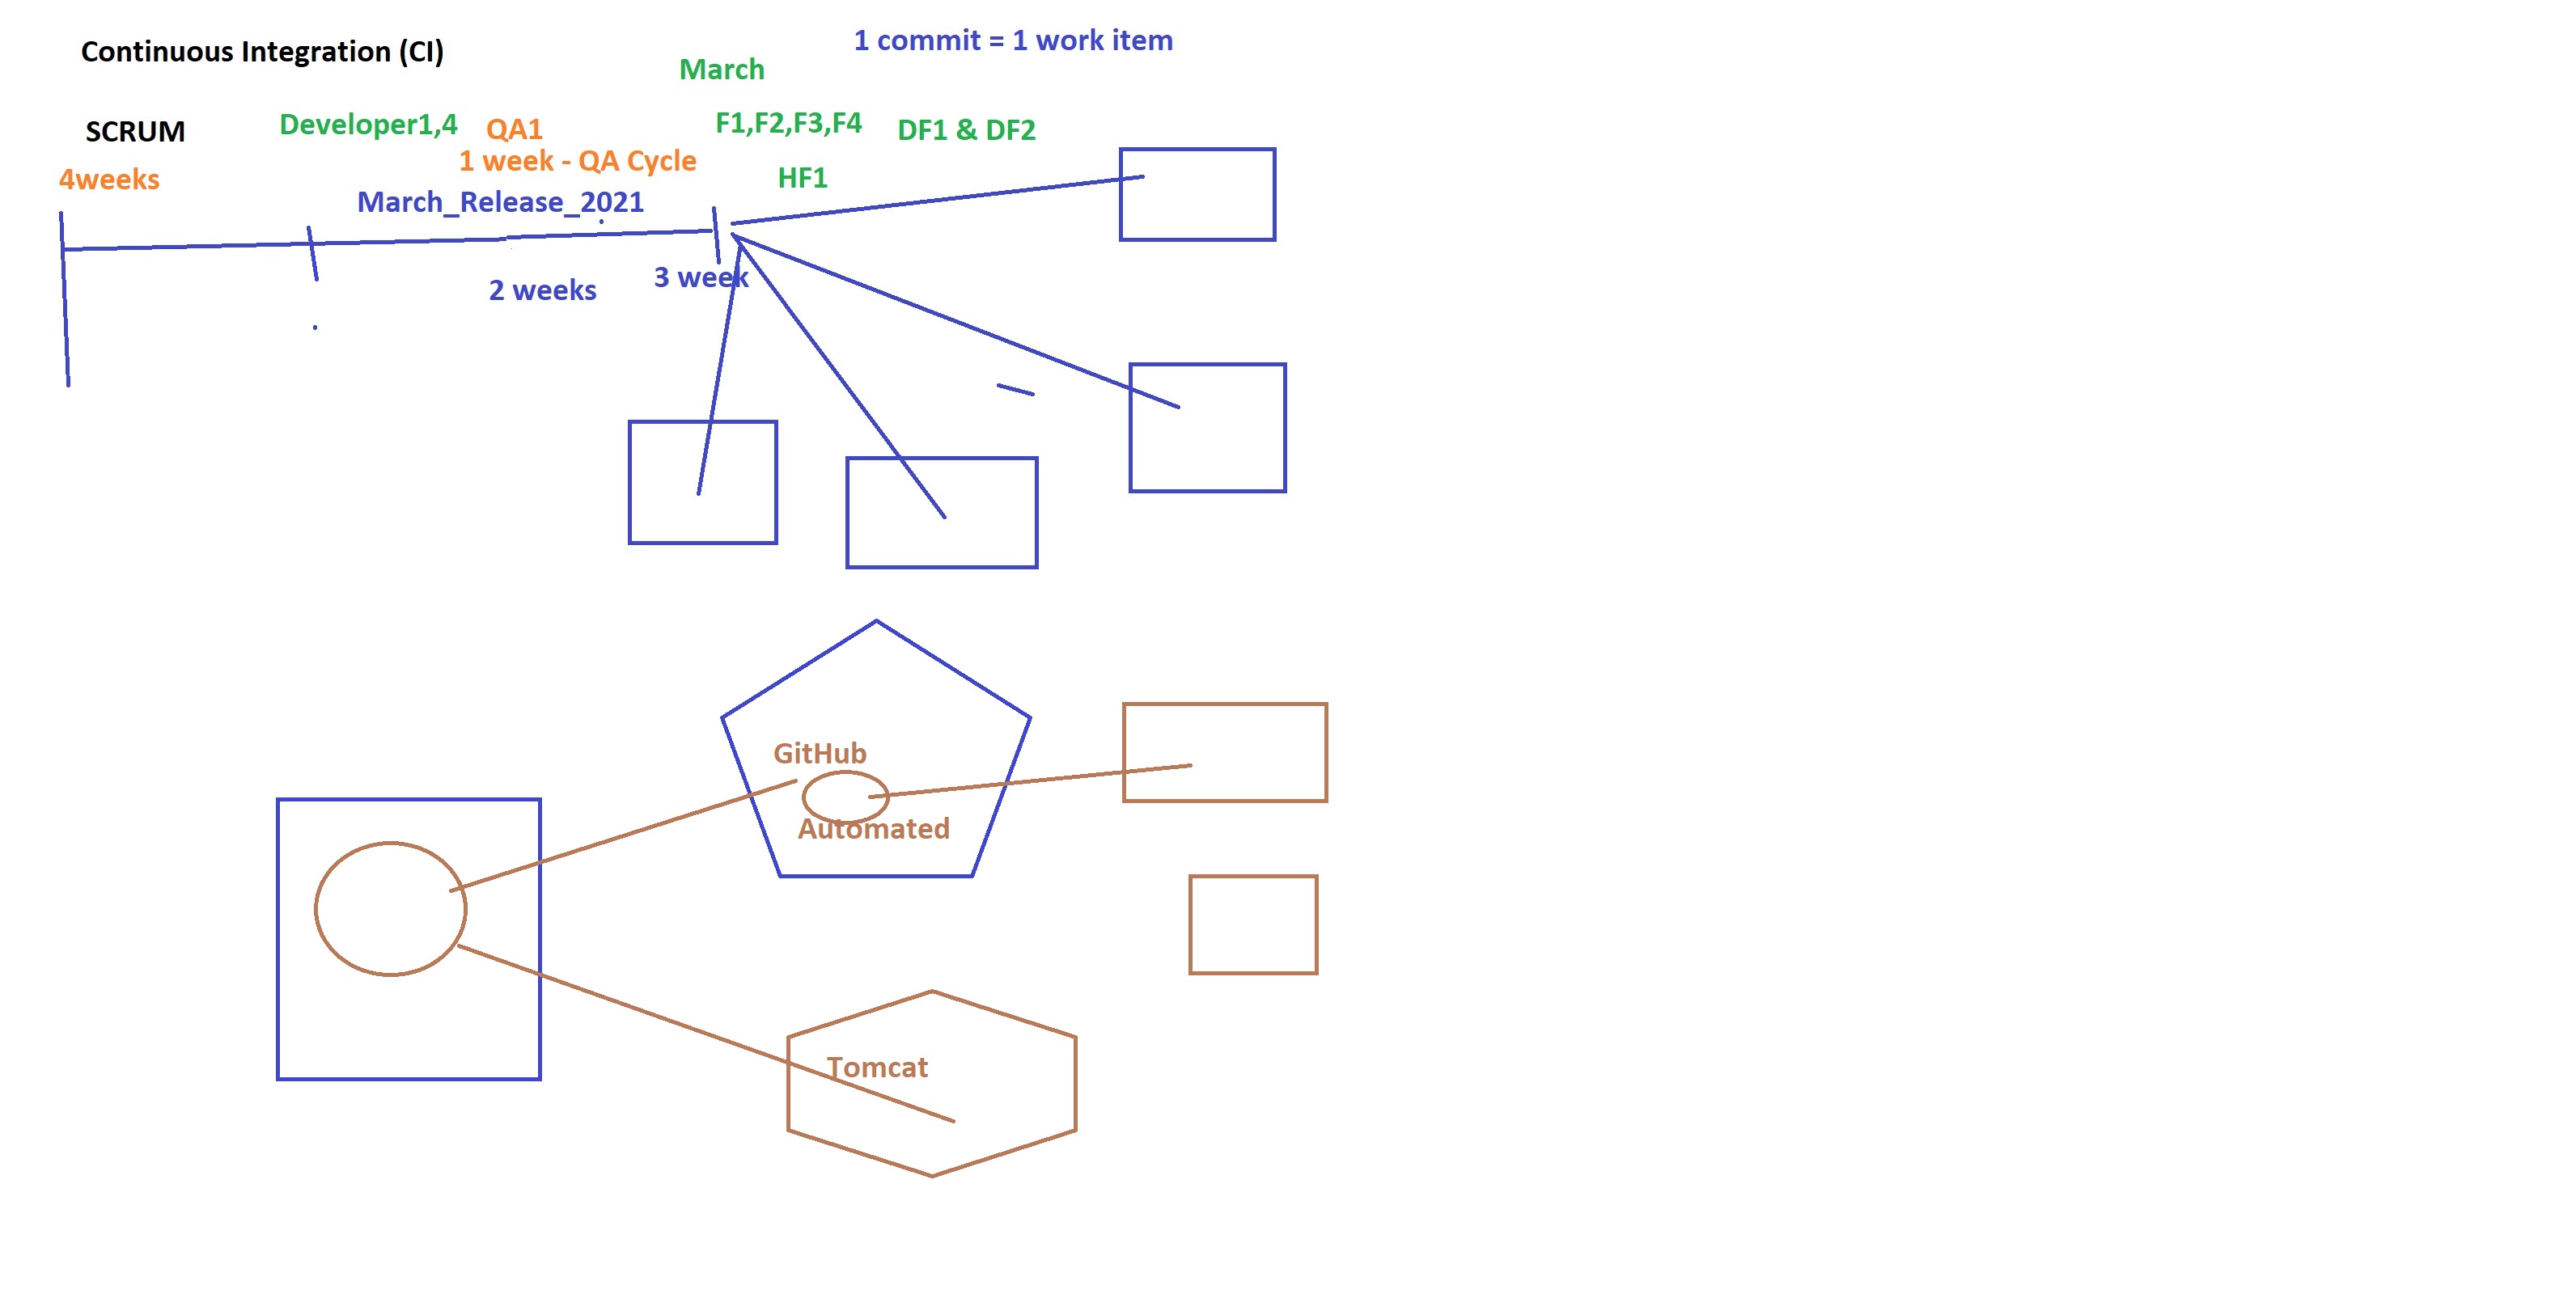 Continuous Integration (CI)
1 commit = 1 work item
March
SCRUM
Developer1,4
QA1
F1,F2,F3,F4
DF1 & DF2
1 week - QA Cycle
4weeks
HF1
March_Release_2021
2 weeks
3 week
GitHub
Automated
Tomcat